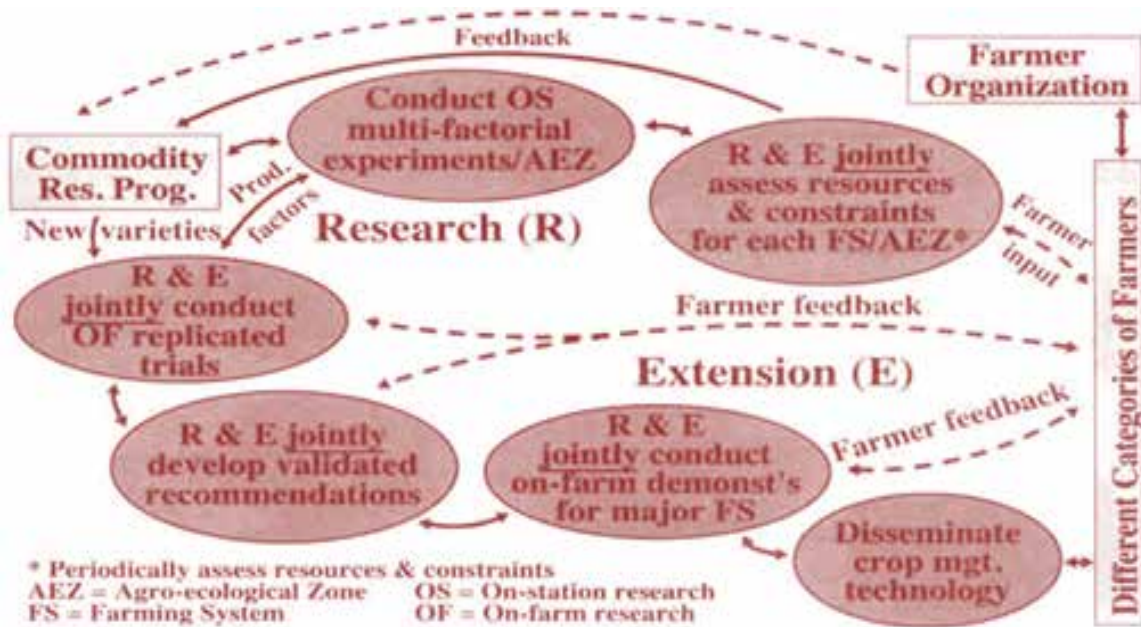 Feedback
Farmer
Organization
Conduct OS
multi-factorial
experiments/AEZ
Commodity
Res. Prog.
R & E jointly
assess resources
& constraints
for each FS/AEZ*
Prod.
factors
New varieties
Research (R)
Farmer
input
R & E
jointly conduct
OF replicated
trials
Farmer feedback
Extension (E)
Different Categories of Farmers
R & E jointly
develop validated
recommendations
R & E
jointly conduct
on-farm demonst's
for major FS
Farmer feedback
Disseminate
crop mgt.
technology
* Periodically assess resources & constraints
AEZ = Agro-ecological Zone OS = On-station research
FS = Farming System OF = On-farm research